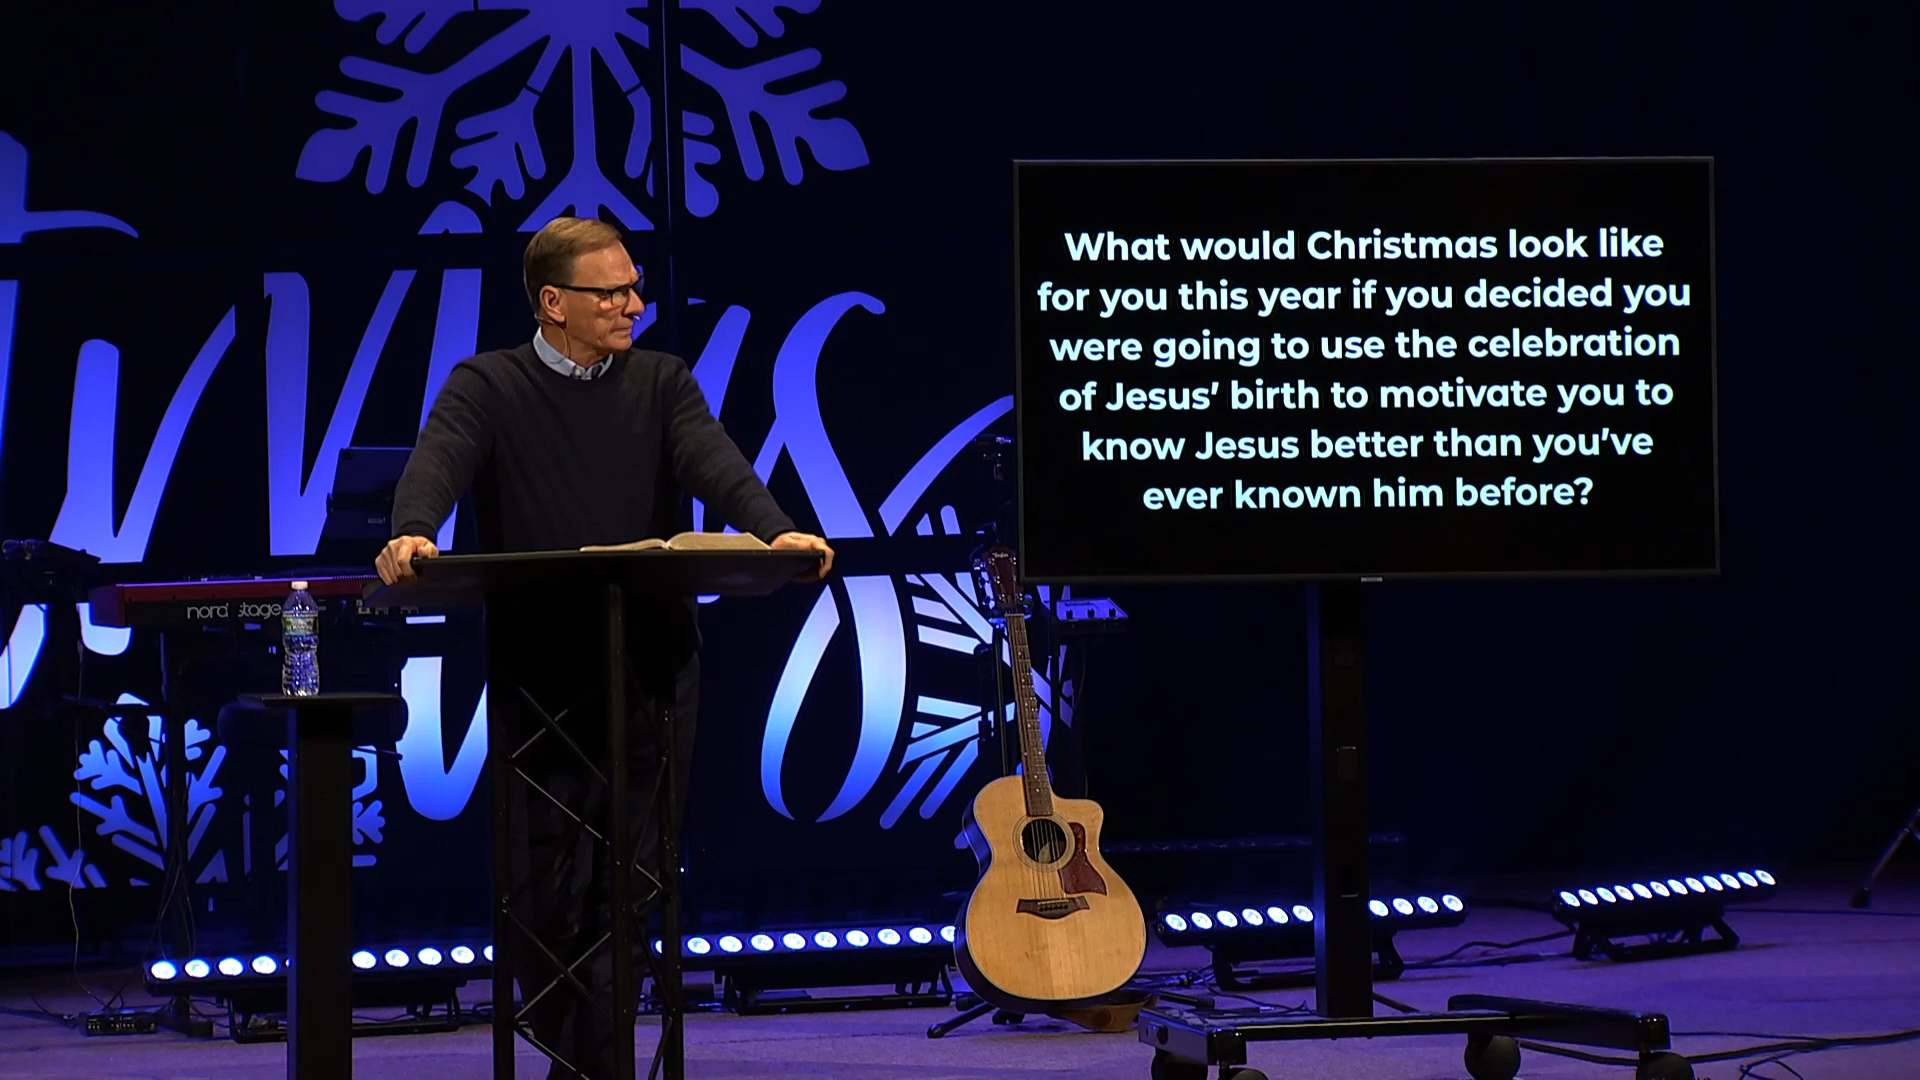 What would Christmas look like
for you this year if you decided you
were going to use the celebration
of Jesus' birth to motivate you to
know Jesus better than you've
ever known him before?
nord stage
Taylor